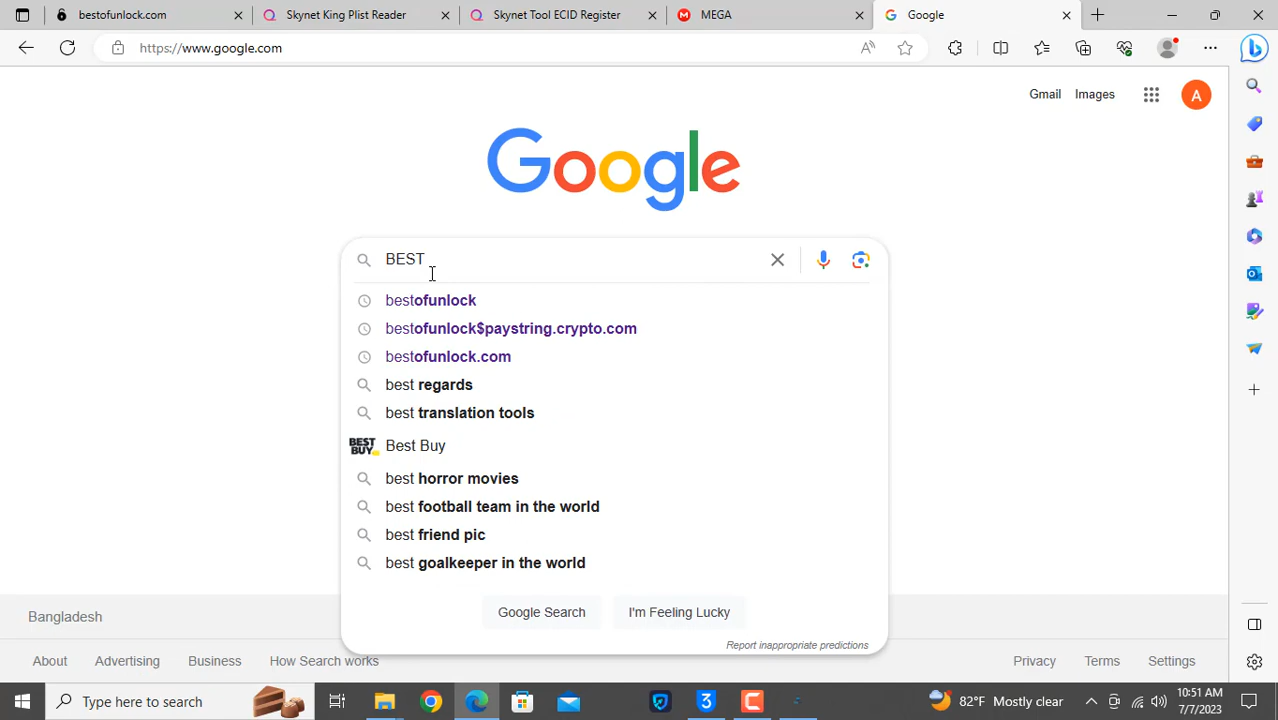 bestofunlock.com
Skynet King Plist Reader
Skynet Tool ECID Register
MEGA
Google
https://www.google.com
Gmail
Images
A
Google
BEST
bestofunlock
bestofunlock$paystring.crypto.com
bestofunlock.com
best regards
best translation tools
BEST BUY
Best Buy
best horror movies
best football team in the world
best friend pic
best goalkeeper in the world
Google Search
I'm Feeling Lucky
Report inappropriate predictions
Bangladesh
About
Advertising
Business
How Search works
Privacy
Terms
Settings
Type here to search
82°F Mostly clear
10:51 AM
7/7/2023